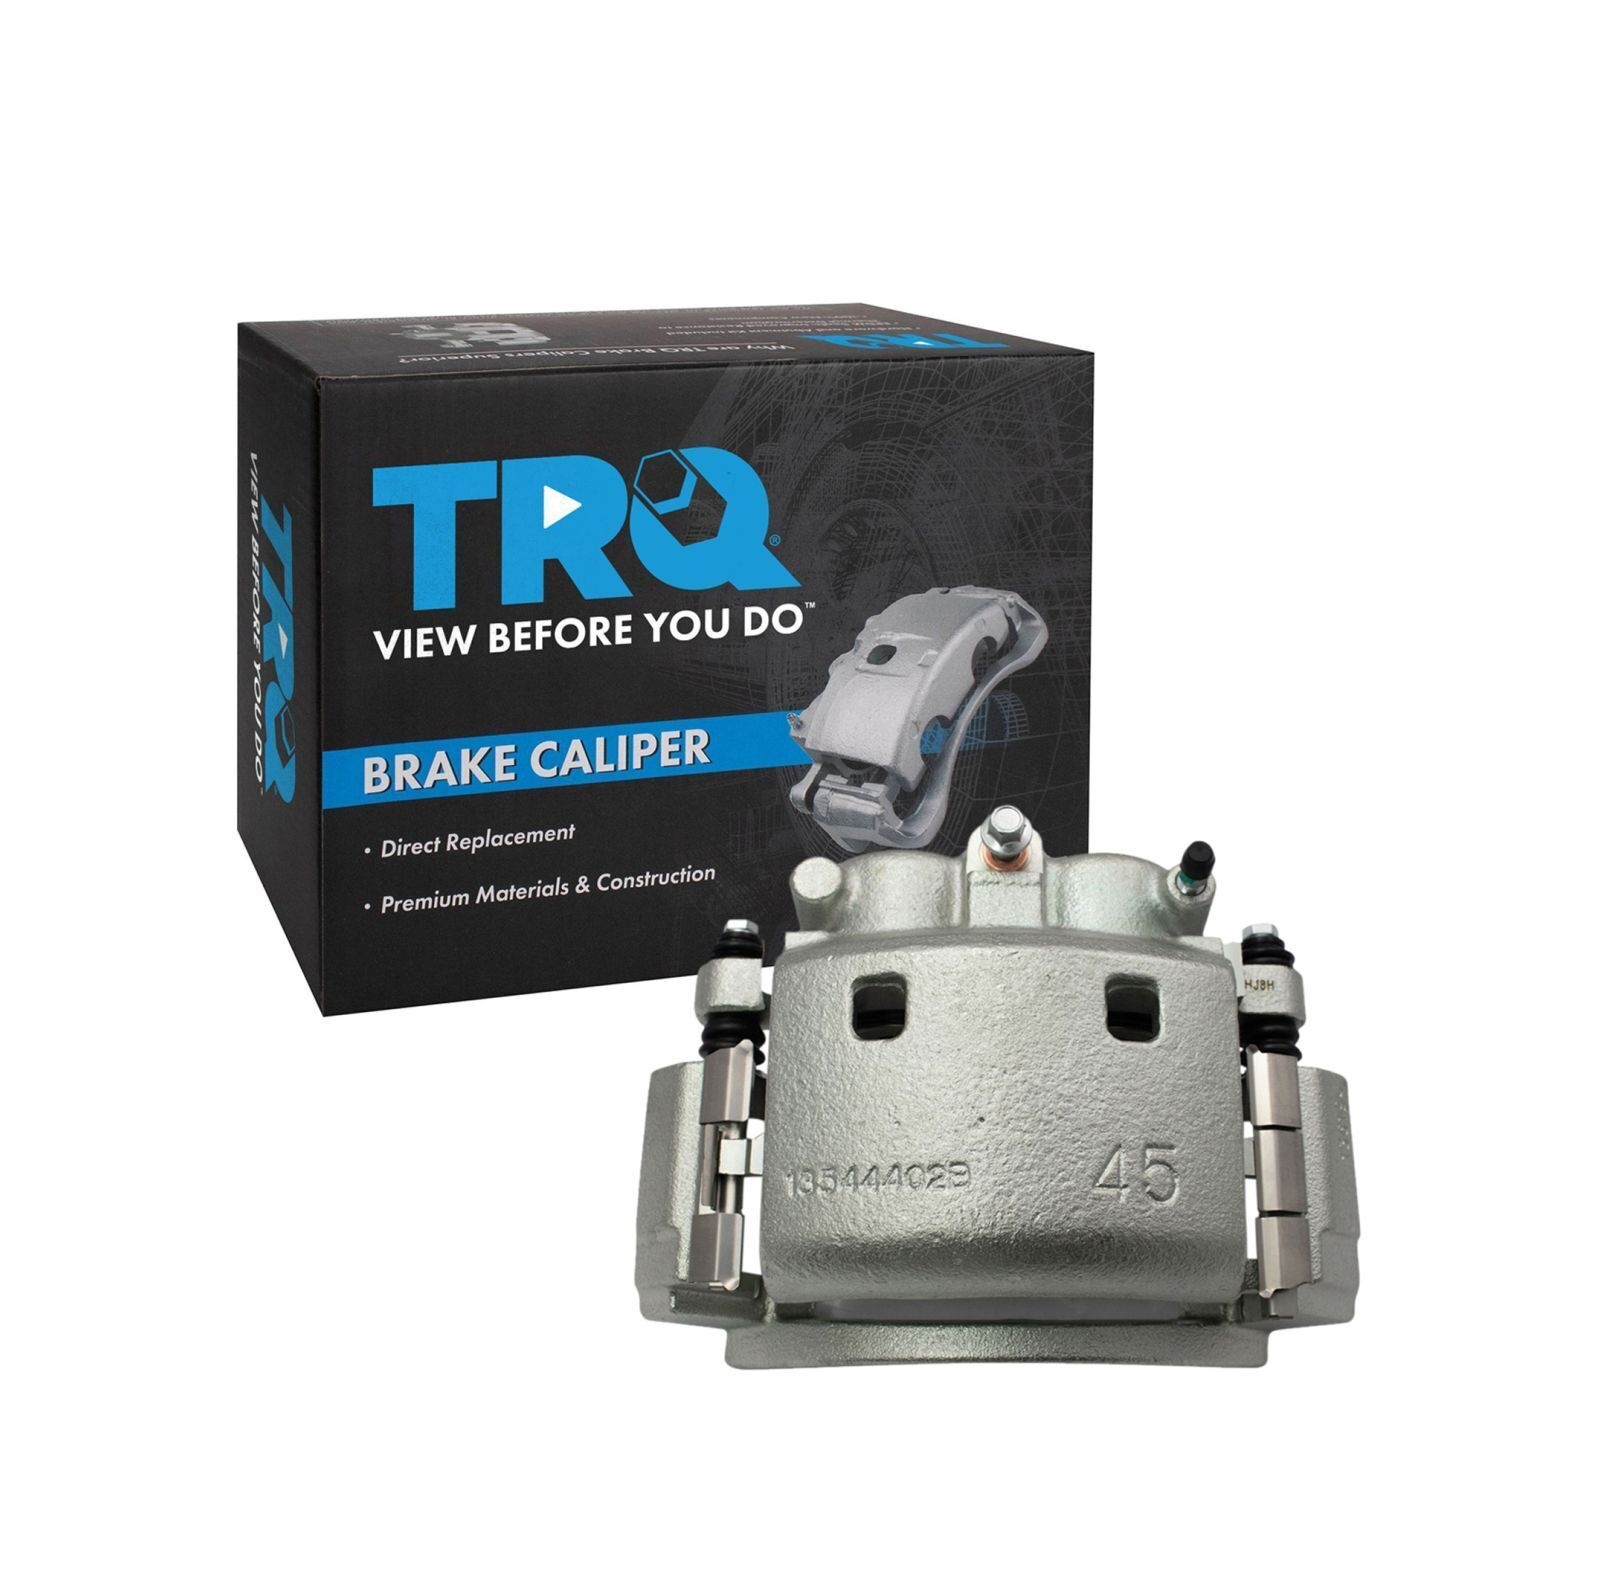 Why are TRQ Brake Calipers Superior?
TRQ
TRQ®
VIEW BEFORE YOU DO™
BRAKE CALIPER
• Direct Replacement
• Premium Materials & Construction
VIEW BEFORE YOU DO
TRQ
HJBH
135444029
45